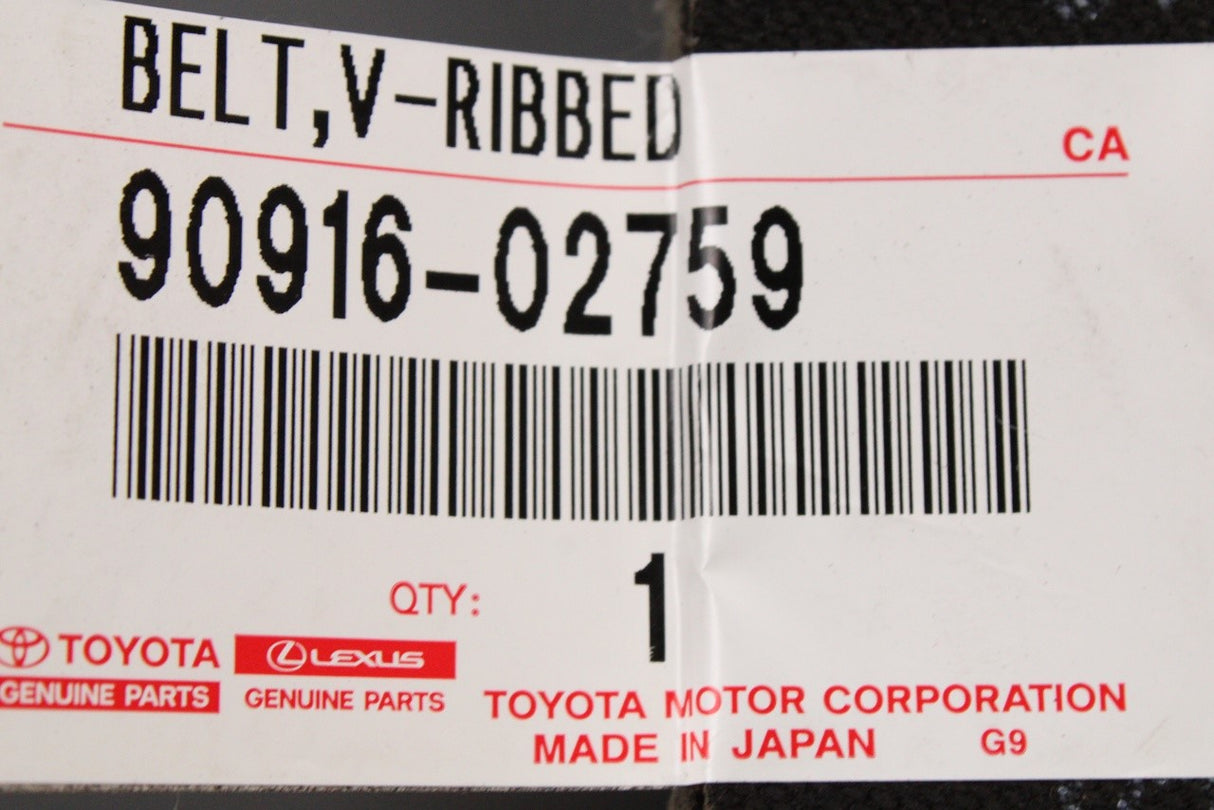 BELT,V-RIBBED
CA
90916-02759
QTY: 1
TOYOTA LEXUS
GENUINE PARTS GENUINE PARTS
TOYOTA MOTOR CORPORATION
MADE IN JAPAN G9